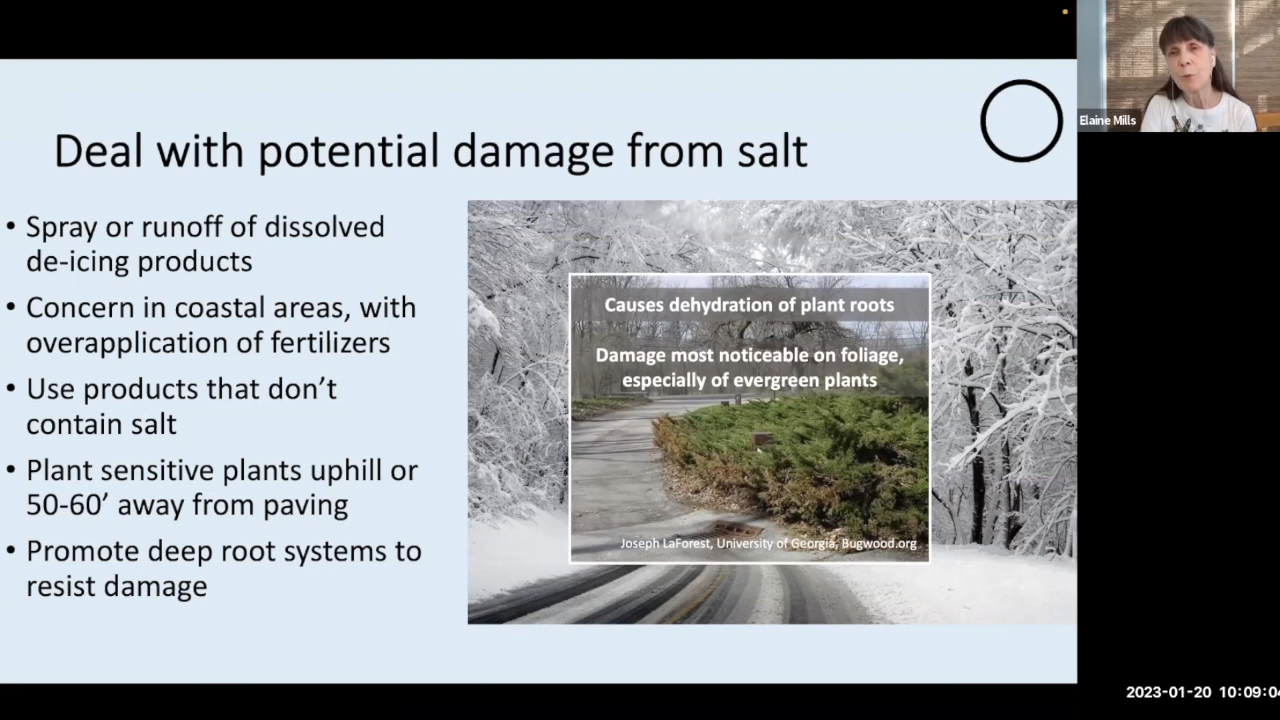 Deal with potential damage from salt
• Spray or runoff of dissolved
de-icing products
• Concern in coastal areas, with
overapplication of fertilizers
• Use products that don’t
contain salt
• Plant sensitive plants uphill or
50-60’ away from paving
• Promote deep root systems to
resist damage
Causes dehydration of plant roots
Damage most noticeable on foliage,
especially of evergreen plants
Joseph LaForest, University of Georgia, Bugwood.org
Elaine Mills
2023-01-20 10:09:04